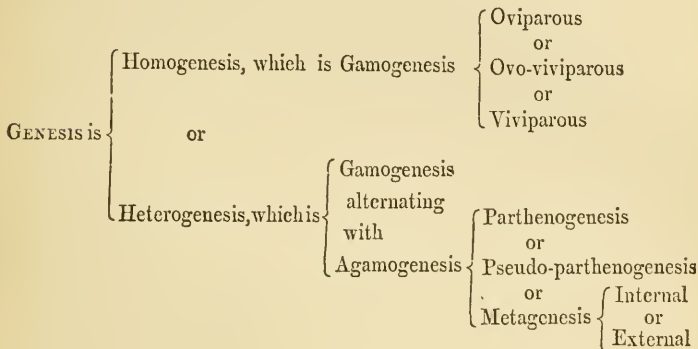 Oviparous
or
Homogenesis, which is Gamogenesis
Ovo-viviparous
or
Viviparous
GENESIS is
or
Gamogenesis
alternating
Heterogenesis, which is
with
Agamogenesis
Parthenogenesis
or
Pseudo-parthenogenesis
or
Metagenesis
Internal
or
External